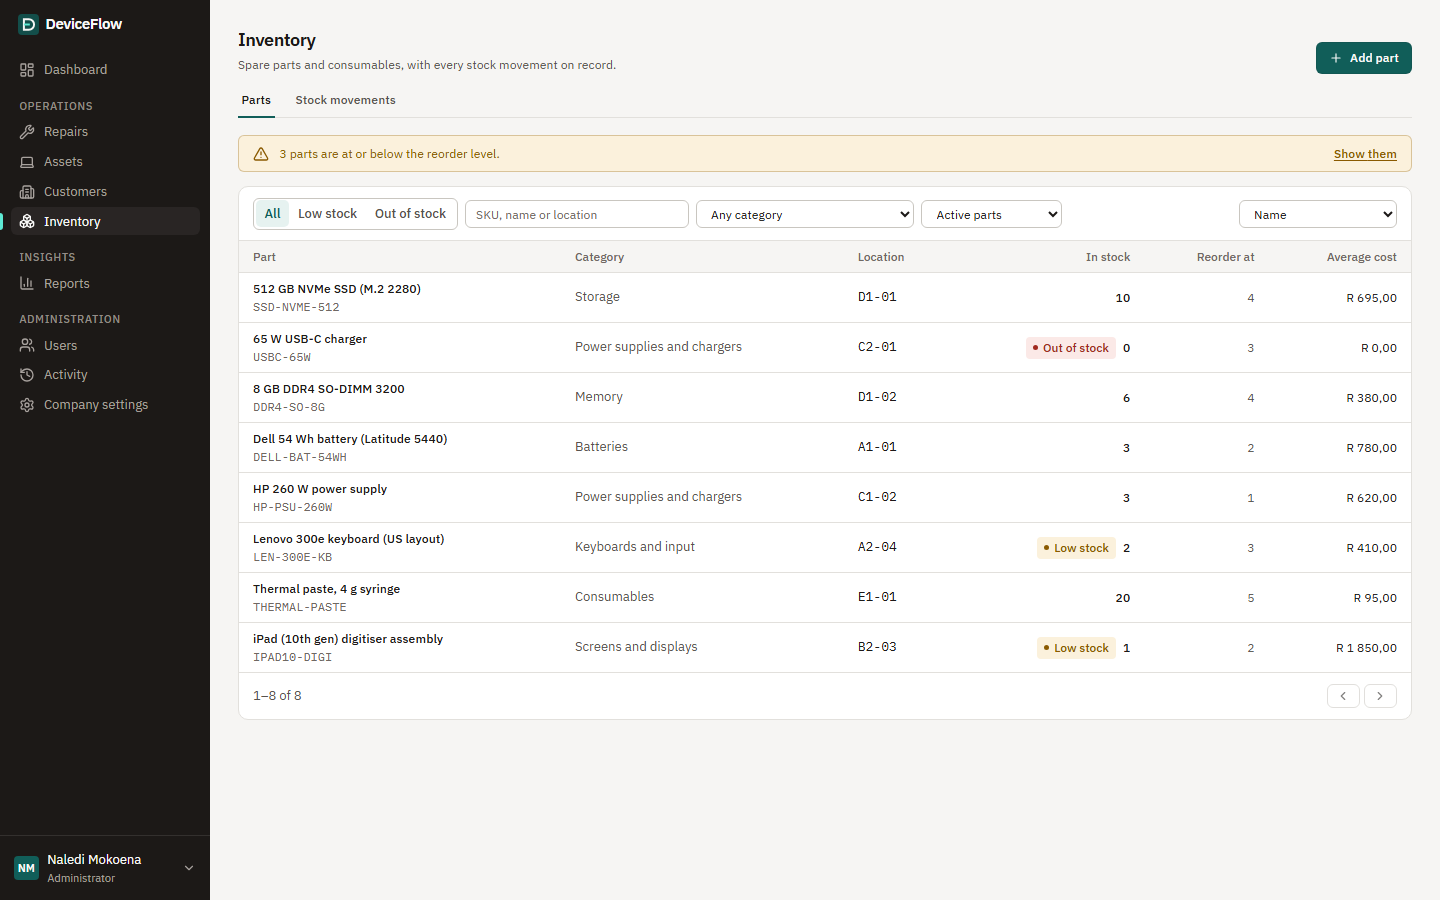 DeviceFlow
Dashboard
OPERATIONS
Repairs
Assets
Customers
Inventory
INSIGHTS
Reports
ADMINISTRATION
Users
Activity
Company settings
NM
Naledi Mokoena
Administrator
Inventory
Spare parts and consumables, with every stock movement on record.
Add part
Parts Stock movements
3 parts are at or below the reorder level. Show them
All Low stock Out of stock SKU, name or location Any category Active parts Name
Part Category Location In stock Reorder at Average cost
512 GB NVMe SSD (M.2 2280)
SSD-NVME-512
Storage D1-01 10 4 R 695,00
65 W USB-C charger
USBC-65W
Power supplies and chargers C2-01 Out of stock 0 3 R 0,00
8 GB DDR4 SO-DIMM 3200
DDR4-SO-8G
Memory D1-02 6 4 R 380,00
Dell 54 Wh battery (Latitude 5440)
DELL-BAT-54WH
Batteries A1-01 3 2 R 780,00
HP 260 W power supply
HP-PSU-260W
Power supplies and chargers C1-02 3 1 R 620,00
Lenovo 300e keyboard (US layout)
LEN-300E-KB
Keyboards and input A2-04 Low stock 2 3 R 410,00
Thermal paste, 4 g syringe
THERMAL-PASTE
Consumables E1-01 20 5 R 95,00
iPad (10th gen) digitiser assembly
IPAD10-DIGI
Screens and displays B2-03 Low stock 1 2 R 1 850,00
1–8 of 8